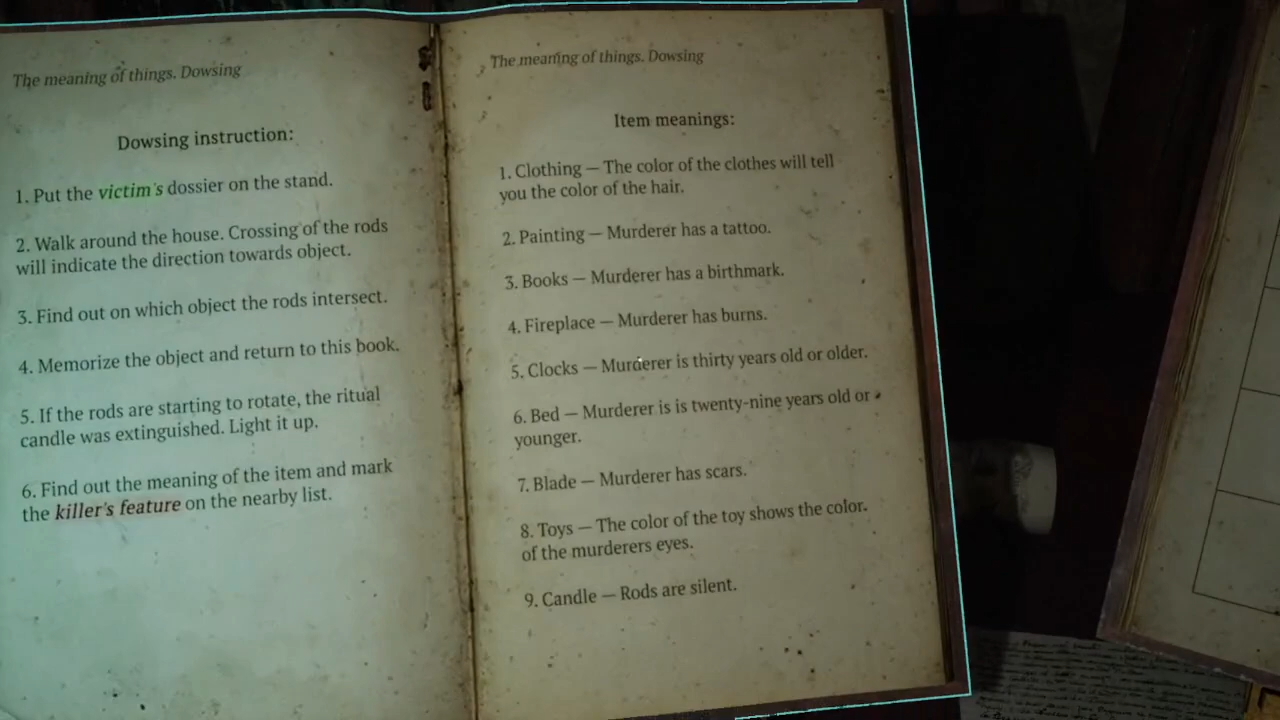 The meaning of things. Dowsing
Dowsing instruction:
1. Put the victim's dossier on the stand.
2. Walk around the house. Crossing of the rods
will indicate the direction towards object.
3. Find out on which object the rods intersect.
4. Memorize the object and return to this book.
5. If the rods are starting to rotate, the ritual
candle was extinguished. Light it up.
6. Find out the meaning of the item and mark
the killer's feature on the nearby list.
The meaning of things. Dowsing
Item meanings:
1. Clothing — The color of the clothes will tell
you the color of the hair.
2. Painting — Murderer has a tattoo.
3. Books — Murderer has a birthmark.
4. Fireplace — Murderer has burns.
5. Clocks — Murderer is thirty years old or older.
6. Bed — Murderer is is twenty-nine years old or
younger.
7. Blade — Murderer has scars.
8. Toys — The color of the toy shows the color.
of the murderers eyes.
9. Candle — Rods are silent.